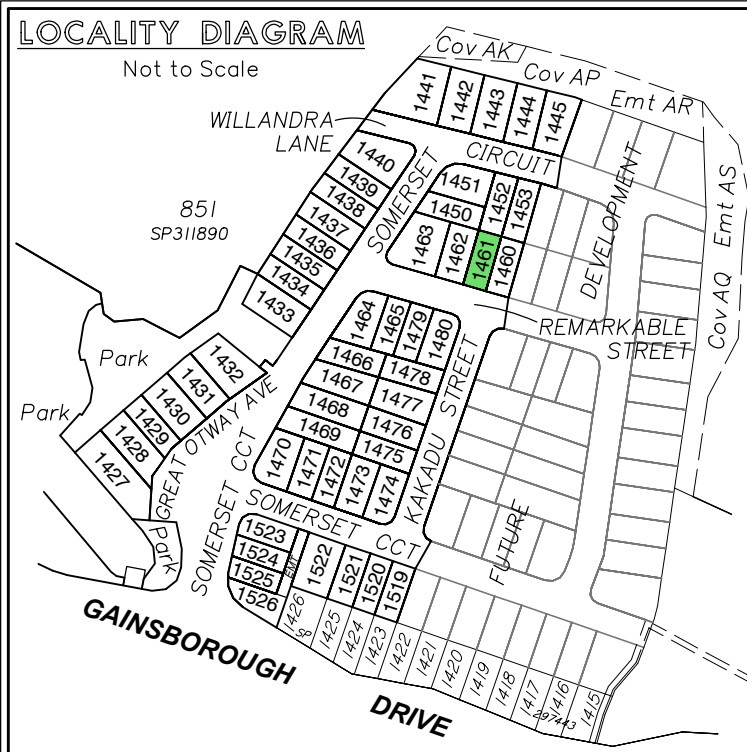 LOCALITY DIAGRAM
Not to Scale
Cov AK
Cov AP
Emt AR
Emt AS
Cov AQ
WILLANDRA
LANE
1441
1442
1443
1444
1445
SOMERSET
CIRCUIT
1440
1439
1438
1437
1436
1435
1434
1433
851
SP311890
1451
1450
1452
1453
1463
1462
1461
1460
DEVELOPMENT
REMARKABLE
STREET
Park
Park
1432
1431
1430
1429
1428
1427
GREAT OTWAY AVE
Park
1464
1465
1479
1480
1466
1478
1467
1477
1468
1476
1469
1475
1470
1471
1472
1473
1474
KAKADU STREET
SOMERSET CCT
SOMERSET CCT
FUTURE
1523
1524
1525
1526
EMT
1522
1521
1520
1519
1426
SP
1425
1424
1423
1422
1421
1420
1419
1418
1417
1416
1415
297443
GAINSBOROUGH
DRIVE